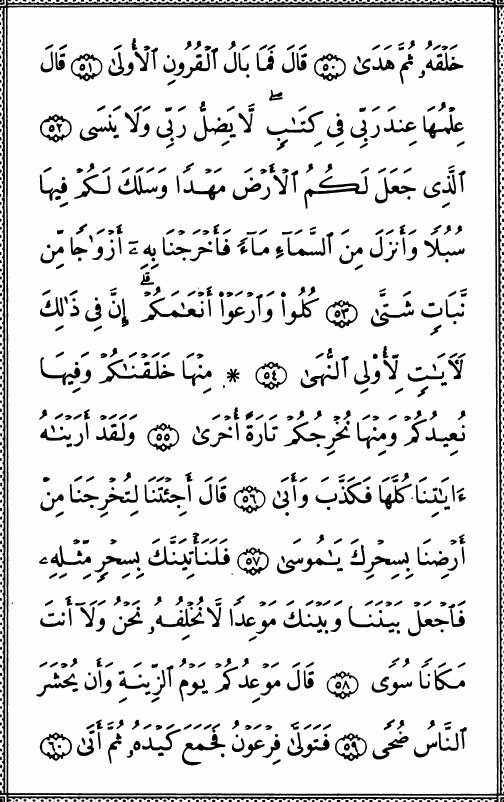 خَلْقَهُۥ ثُمَّ هَدَىٰ ۝٥٠ قَالَ فَمَا بَالُ ٱلْقُرُونِ ٱلْأُولَىٰ ۝٥١ قَالَ
عِلْمُهَا عِندَ رَبِّى فِى كِتَـٰبٍ ۖ لَّا يَضِلُّ رَبِّى وَلَا يَنسَى ۝٥٢
ٱلَّذِى جَعَلَ لَكُمُ ٱلْأَرْضَ مَهْدًا وَسَلَكَ لَكُمْ فِيهَا
سُبُلًا وَأَنزَلَ مِنَ ٱلسَّمَآءِ مَآءً فَأَخْرَجْنَا بِهِۦٓ أَزْوَٰجًا مِّن
نَّبَاتٍ شَتَّىٰ ۝٥٣ كُلُوا۟ وَٱرْعَوْا۟ أَنْعَـٰمَكُمْ ۗ إِنَّ فِى ذَٰلِكَ
لَـَٔايَـٰتٍ لِّأُو۟لِى ٱلنُّهَىٰ ۝٥٤ * مِنْهَا خَلَقْنَـٰكُمْ وَفِيهَا
نُعِيدُكُمْ وَمِنْهَا نُخْرِجُكُمْ تَارَةً أُخْرَىٰ ۝٥٥ وَلَقَدْ أَرَيْنَـٰهُ
ءَايَـٰتِنَا كُلَّهَا فَكَذَّبَ وَأَبَىٰ ۝٥٦ قَالَ أَجِئْتَنَا لِتُخْرِجَنَا مِنْ
أَرْضِنَا بِسِحْرِكَ يَـٰمُوسَىٰ ۝٥٧ فَلَنَأْتِيَنَّكَ بِسِحْرٍ مِّثْلِهِۦ
فَٱجْعَلْ بَيْنَنَا وَبَيْنَكَ مَوْعِدًا لَّا نُخْلِفُهُۥ نَحْنُ وَلَآ أَنتَ
مَكَانًا سُوًى ۝٥٨ قَالَ مَوْعِدُكُمْ يَوْمُ ٱلزِّينَةِ وَأَن يُحْشَرَ
ٱلنَّاسُ ضُحًى ۝٥٩ فَتَوَلَّىٰ فِرْعَوْنُ فَجَمَعَ كَيْدَهُۥ ثُمَّ أَتَىٰ ۝٦٠